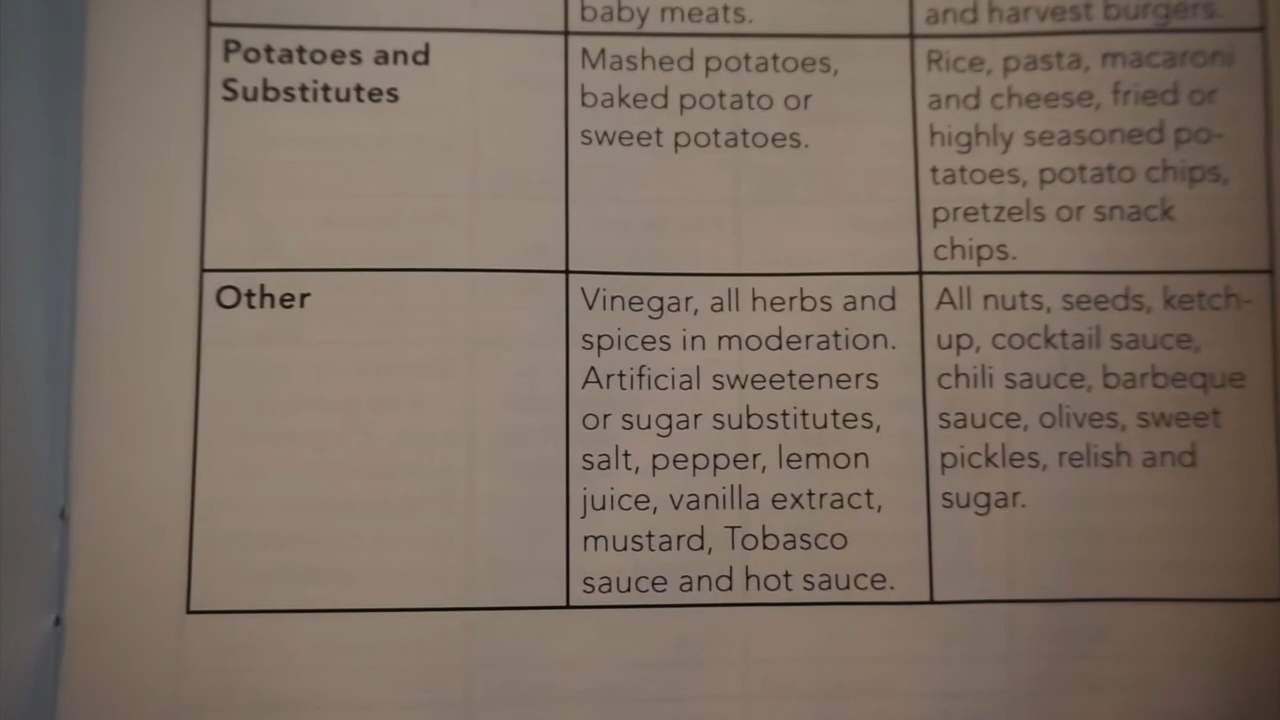 baby meats.
and harvest burgers.
Potatoes and
Substitutes
Mashed potatoes,
baked potato or
sweet potatoes.
Rice, pasta, macaroni
and cheese, fried or
highly seasoned po-
tatoes, potato chips,
pretzels or snack
chips.
Other
Vinegar, all herbs and
spices in moderation.
Artificial sweeteners
or sugar substitutes,
salt, pepper, lemon
juice, vanilla extract,
mustard, Tobasco
sauce and hot sauce.
All nuts, seeds, ketch-
up, cocktail sauce,
chili sauce, barbeque
sauce, olives, sweet
pickles, relish and
sugar.